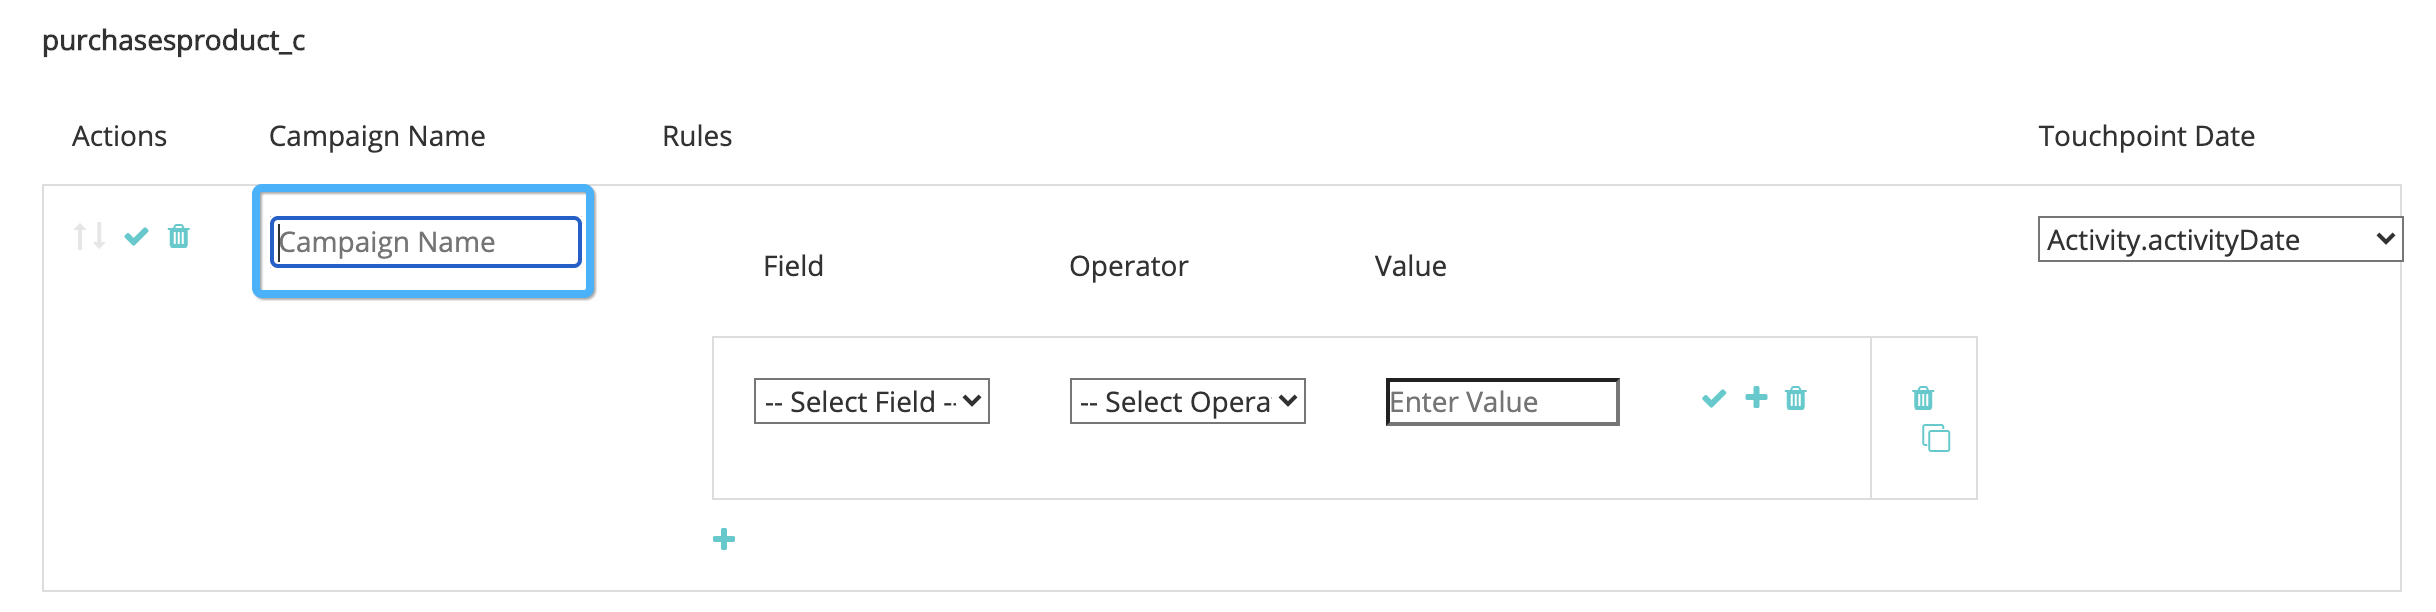 purchasesproduct_c
Actions Campaign Name Rules Touchpoint Date
Campaign Name Activity.activityDate
Field Operator Value
-- Select Field -- -- Select Opera Enter Value